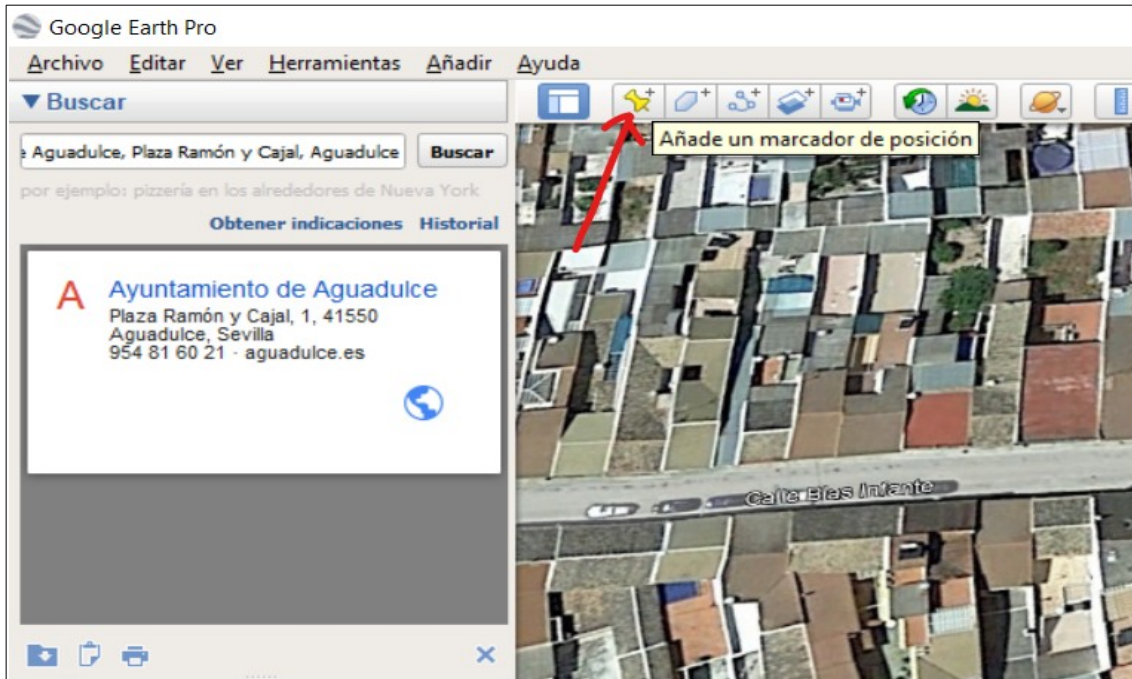 Google Earth Pro
Archivo Editar Ver Herramientas Añadir Ayuda
Buscar
Aguadulce, Plaza Ramón y Cajal, Aguadulce Buscar
por ejemplo: pizzería en los alrededores de Nueva York
Obtener indicaciones Historial
Añade un marcador de posición
A Ayuntamiento de Aguadulce
Plaza Ramón y Cajal, 1, 41550
Aguadulce, Sevilla
954 81 60 21 · aguadulce.es
Calle Blas Infante